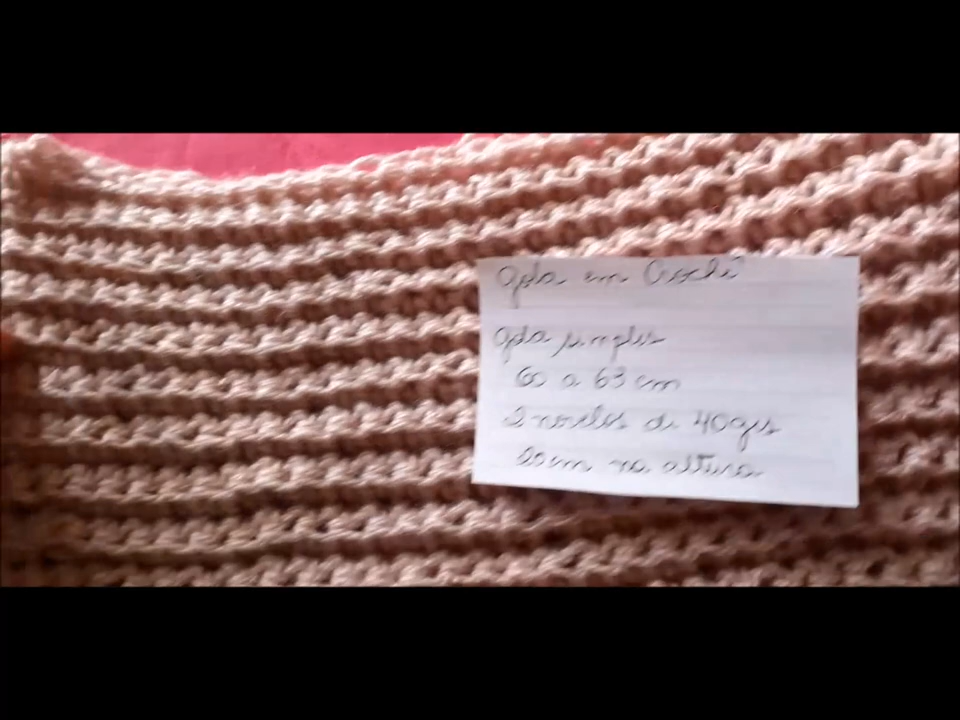 Gola em Crochê
gola simples
60 a 63 cm
2 novelos de 40grs
20cm na altura